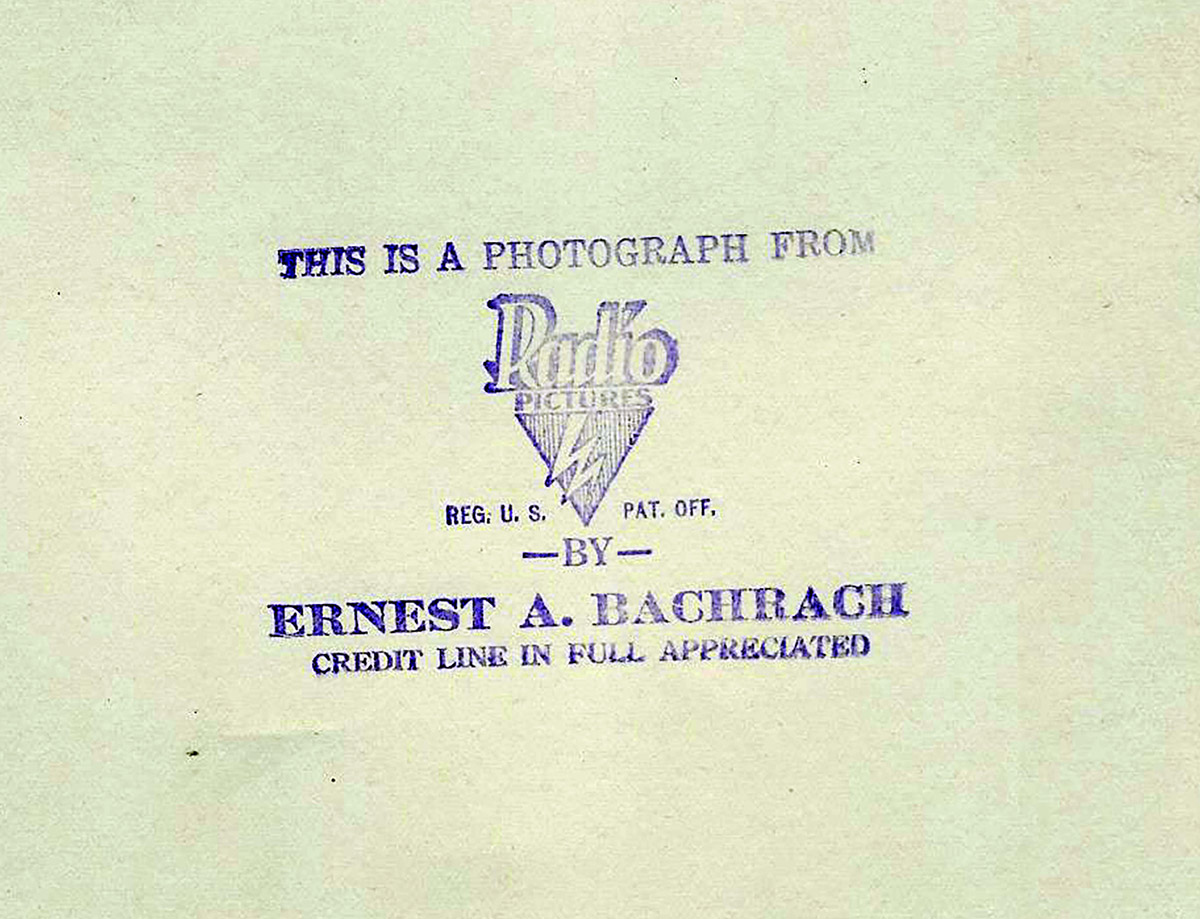 THIS IS A PHOTOGRAPH FROM
Radio
PICTURES
REG. U. S. PAT. OFF.
—BY—
ERNEST A. BACHRACH
CREDIT LINE IN FULL APPRECIATED